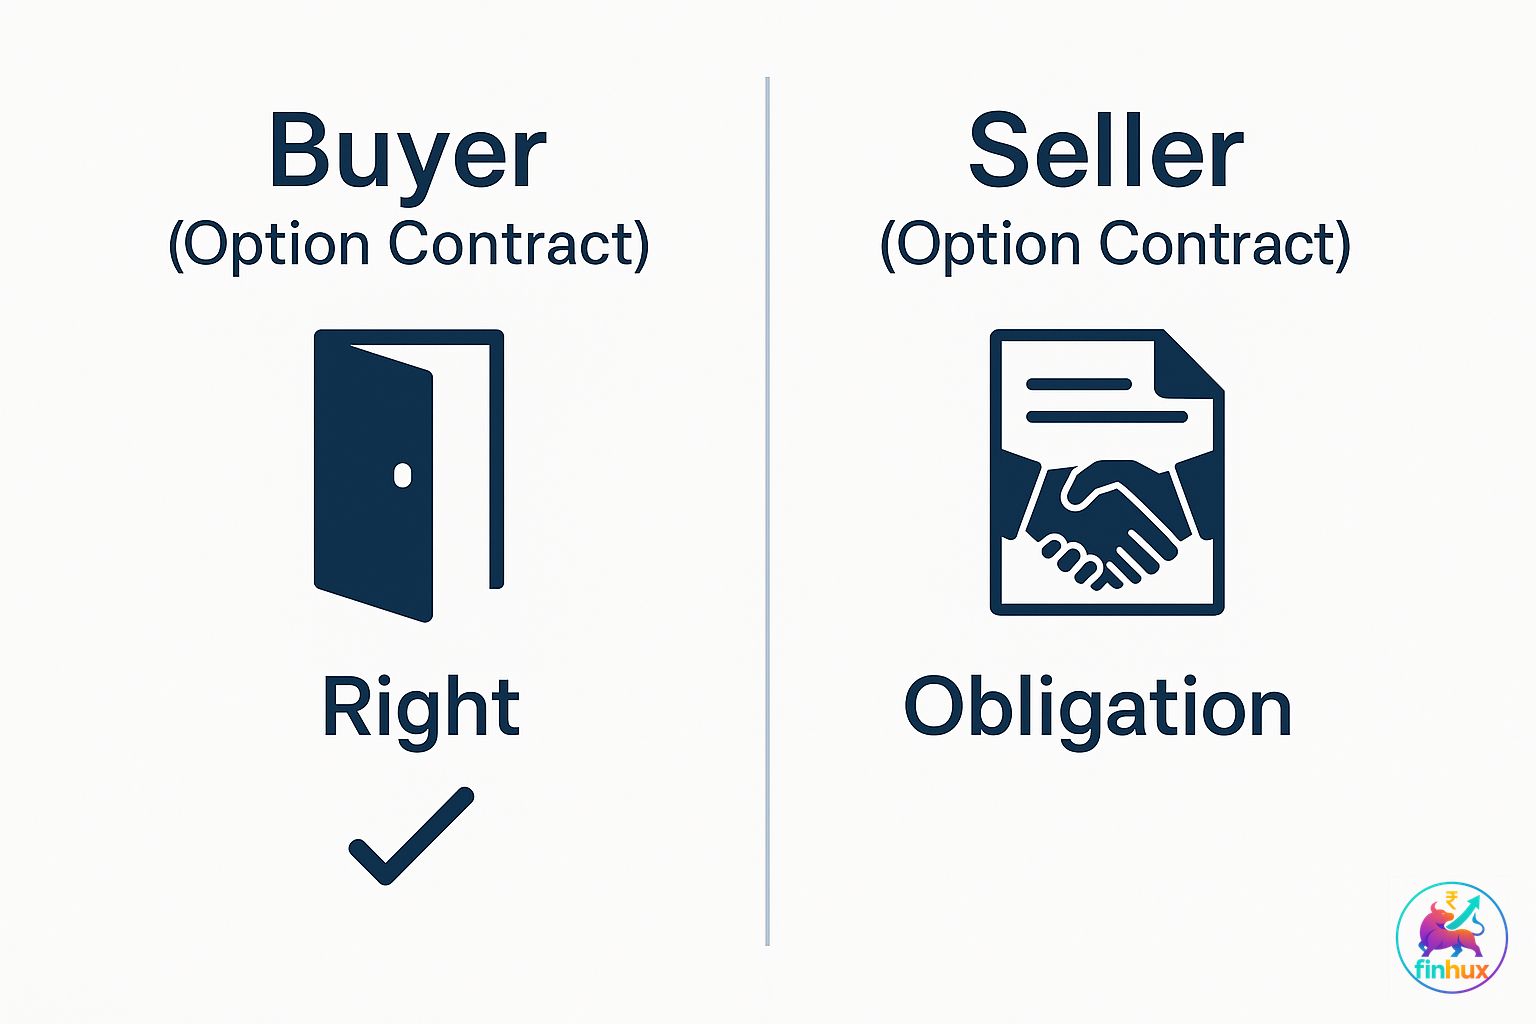 Buyer
(Option Contract)
Right
Seller
(Option Contract)
Obligation
₹
finhux